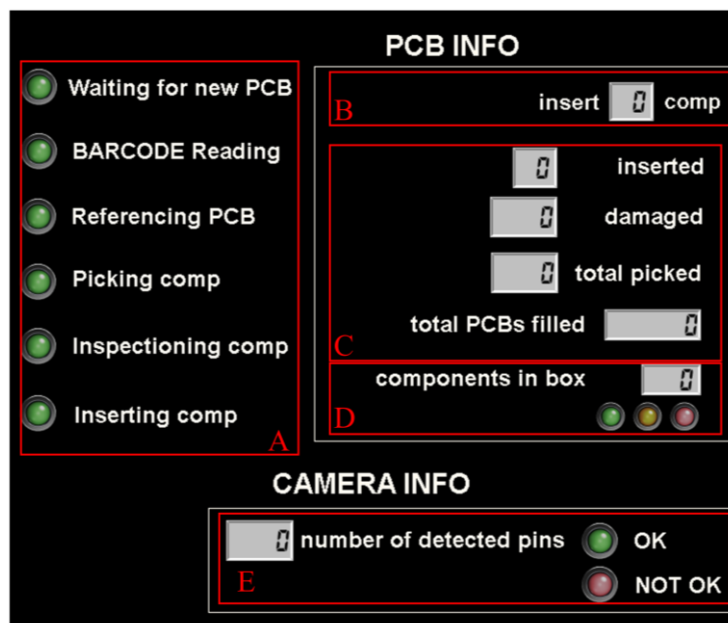 PCB INFO
Waiting for new PCB
BARCODE Reading
Referencing PCB
Picking comp
Inspectioning comp
Inserting comp
A
B
insert 0 comp
0 inserted
0 damaged
0 total picked
total PCBs filled 0
C
components in box 0
D
CAMERA INFO
0 number of detected pins OK
E
NOT OK